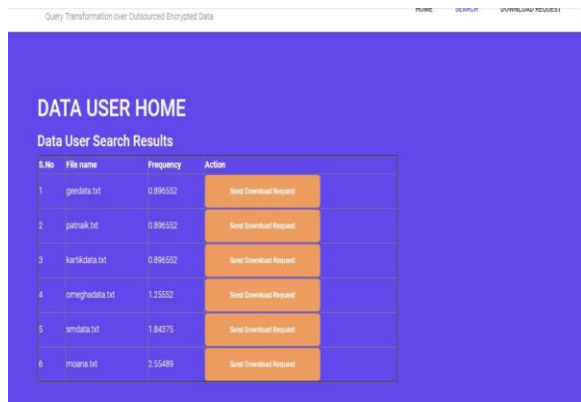 Query Transformation over Outsourced Encrypted Data
HOME SEARCH DOWNLOAD REQUEST
DATA USER HOME
Data User Search Results
S.No File name Frequency Action
1 geedata.txt 0.896552 Send Download Request
2 patnaik.txt 0.896552 Send Download Request
3 kartikdata.txt 0.896552 Send Download Request
4 omeghadata.txt 1.25552 Send Download Request
5 smdata.txt 1.84375 Send Download Request
6 moana.txt 2.55489 Send Download Request